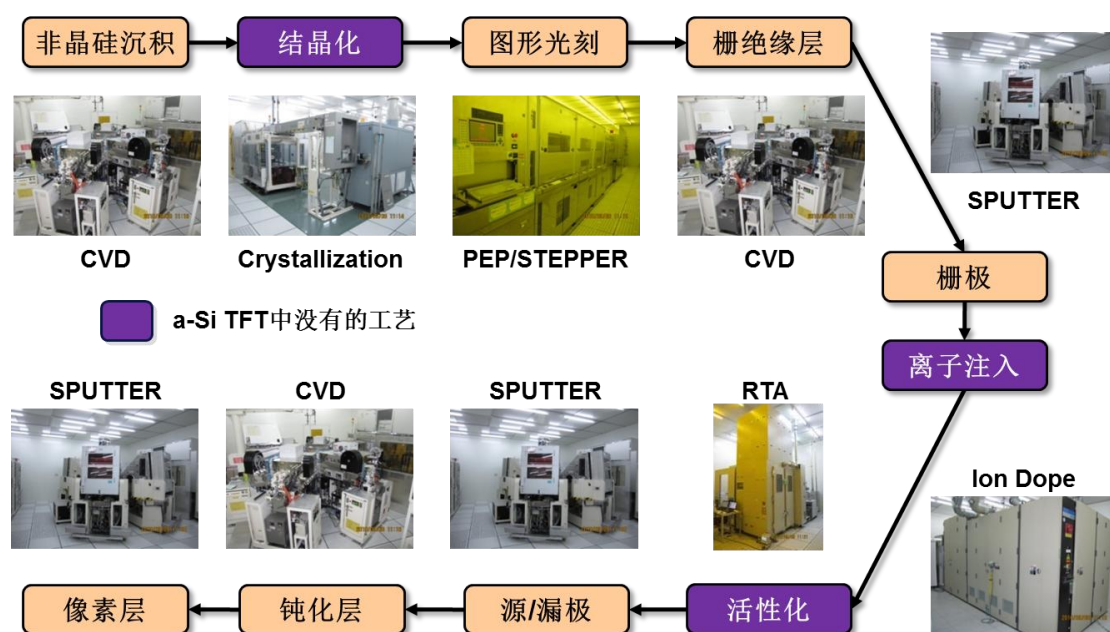 非晶硅沉积
结晶化
图形光刻
栅绝缘层
SPUTTER
CVD
Crystallization
PEP/STEPPER
CVD
栅极
a-Si TFT中没有的工艺
离子注入
SPUTTER
CVD
SPUTTER
RTA
Ion Dope
像素层
钝化层
源/漏极
活性化